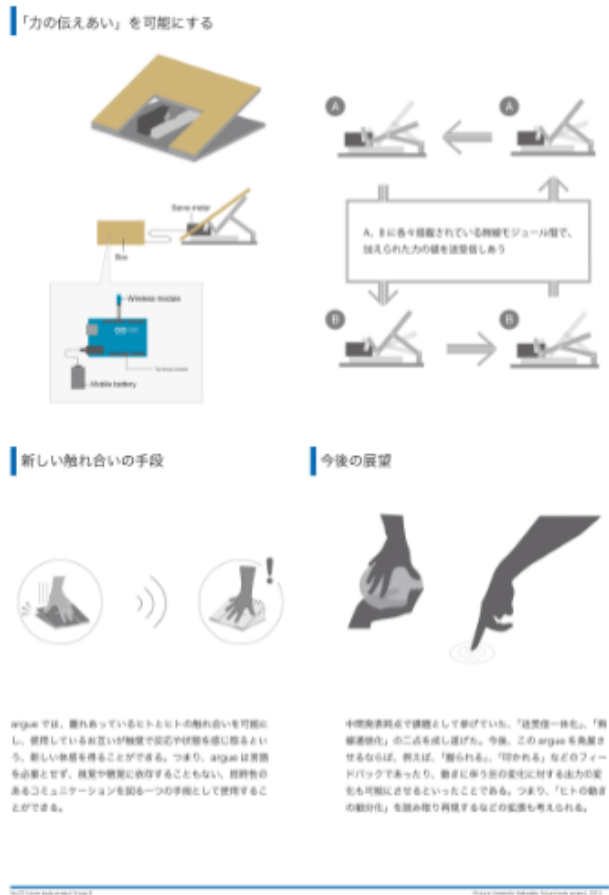 「力の伝えあい」を可能にする
Servo motor
Box
Wireless module
Mobile battery
A
A
A、Bに各々搭載されている無線モジュール間で、
加えられた力の値を送受信しあう
B
B
新しい触れ合いの手段
今後の展望
argueでは、離れあっているヒトとヒトの触れ合いを可能に
し、使用しているお互いが触覚で反応や状態を感じ取るとい
う、新しい体感を得ることができる。つまり、argueは言語
を必要とせず、視覚や聴覚に依存することもない、即時性の
あるコミュニケーションを図る一つの手段として使用するこ
とができる。
中間発表時点で課題として挙げていた、「送受信一体化」、「無
線通信化」の二点を成し遂げた。今後、このargueを発展さ
せるならば、例えば、「握られる」、「叩かれる」などのフィー
ドバックであったり、動きに伴う圧の変化に対する出力の変
化も可能にさせるといったことである。つまり、「ヒトの動き
の細分化」を読み取り再現するなどの拡張も考えられる。